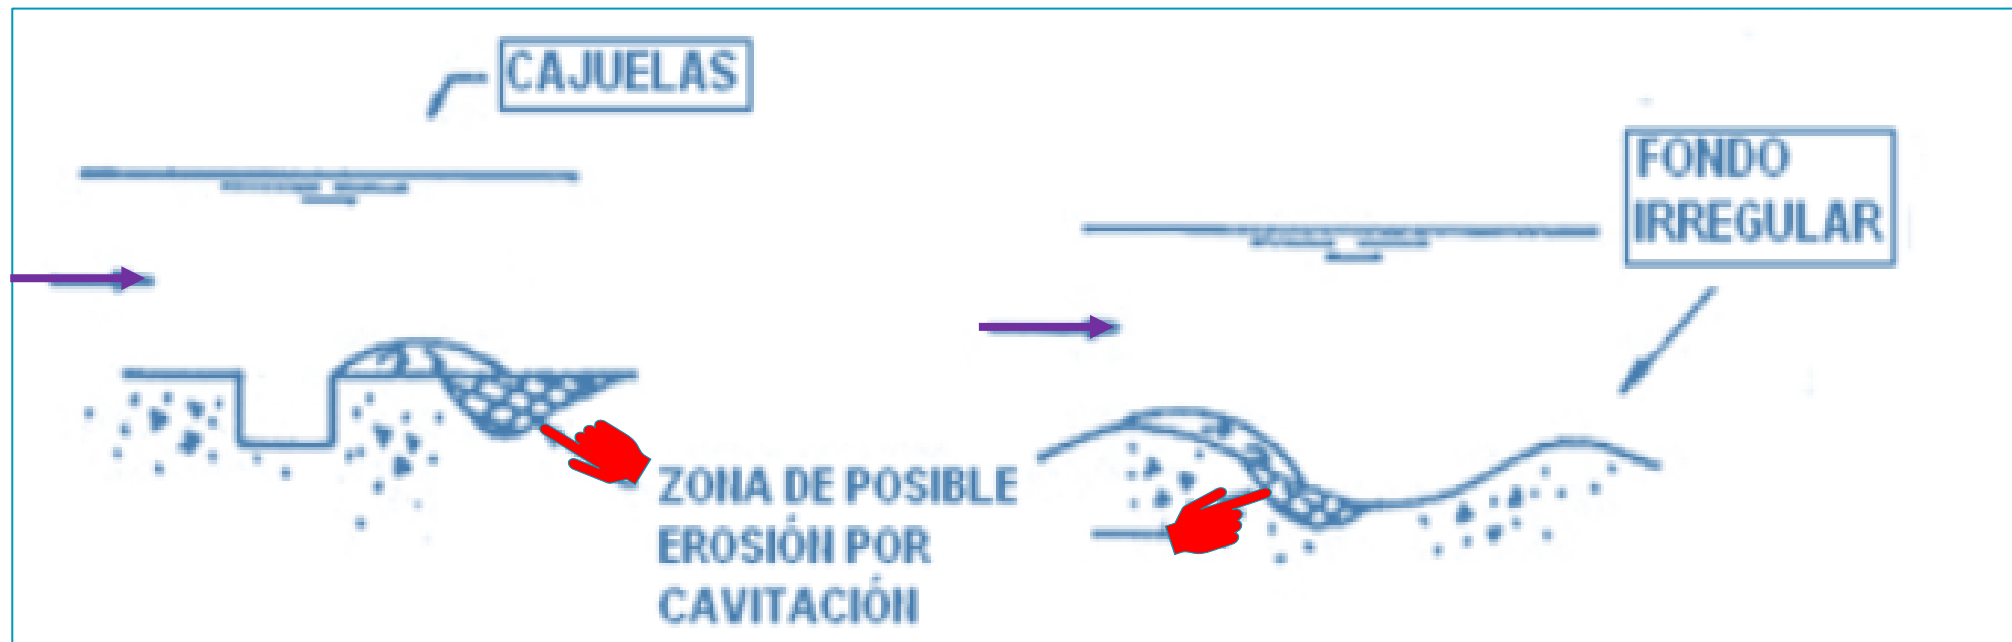 CAJUELAS
FONDO
IRREGULAR
ZONA DE POSIBLE
EROSIÓN POR
CAVITACIÓN